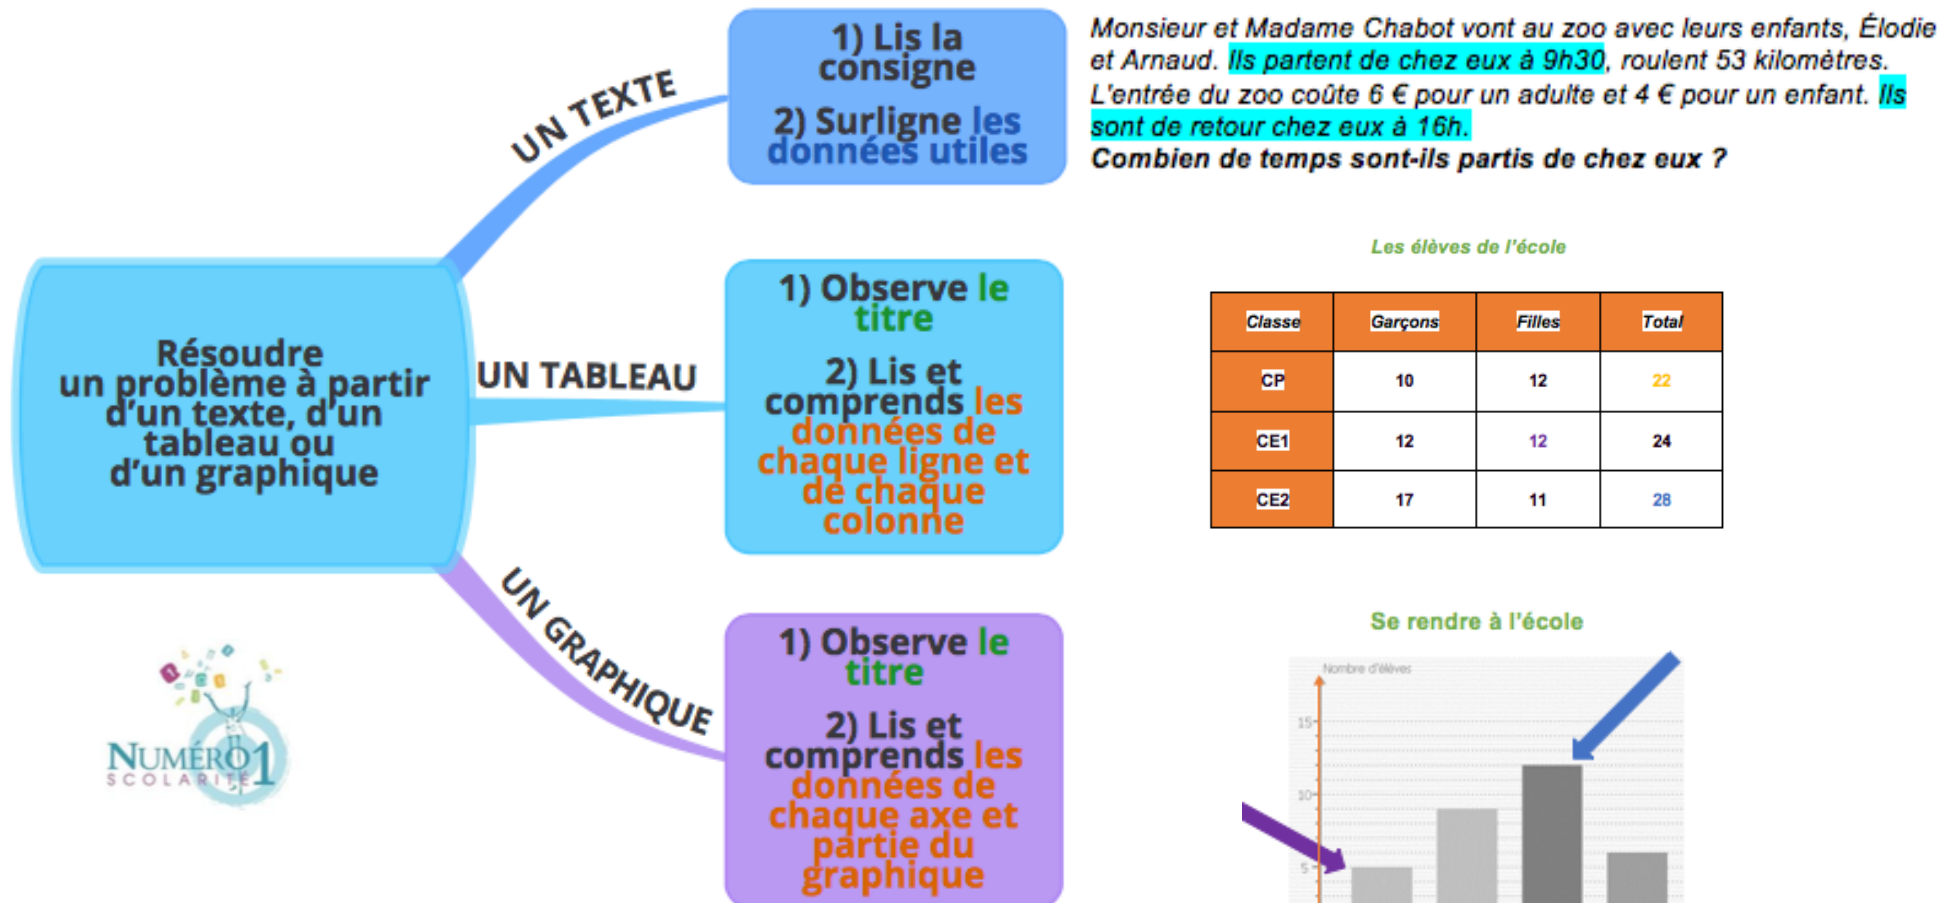 1) Lis la
consigne
2) Surligne les
données utiles
UN TEXTE
Monsieur et Madame Chabot vont au zoo avec leurs enfants, Élodie
et Arnaud. Ils partent de chez eux à 9h30, roulent 53 kilomètres.
L'entrée du zoo coûte 6 € pour un adulte et 4 € pour un enfant. Ils
sont de retour chez eux à 16h.
Combien de temps sont-ils partis de chez eux ?
Résoudre
un problème à partir
d'un texte, d'un
tableau ou
d'un graphique
UN TABLEAU
1) Observe le
titre
2) Lis et
comprends les
données de
chaque ligne et
de chaque
colonne
Les élèves de l'école
Classe Garçons Filles Total
CP 10 12 22
CE1 12 12 24
CE2 17 11 28
UN GRAPHIQUE
1) Observe le
titre
2) Lis et
comprends les
données de
chaque axe et
partie du
graphique
Se rendre à l'école
Nombre d'élèves
15
10
5
NUMÉRO 1
SCOLARITÉ